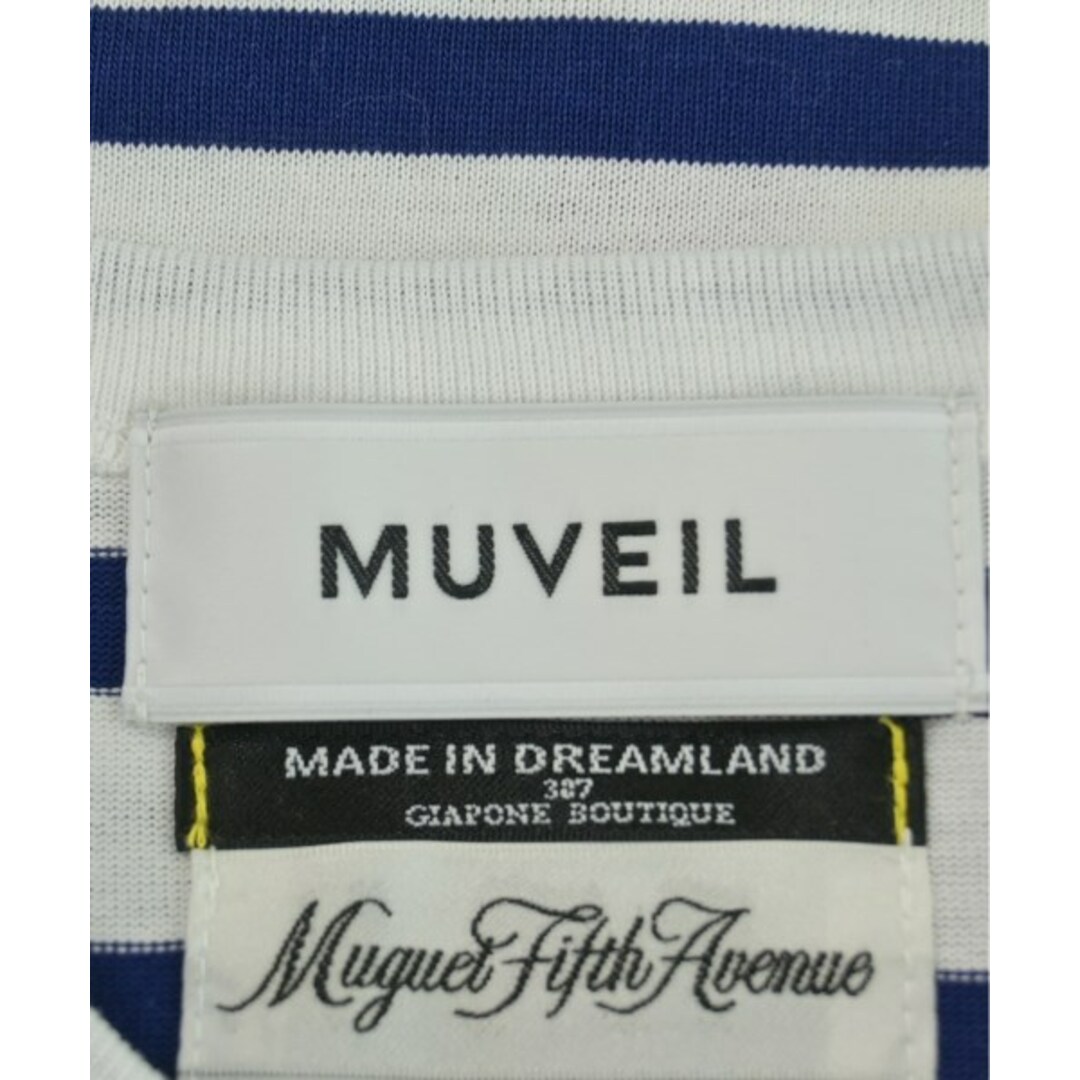 MUVEIL
MADE IN DREAMLAND
387
GIAPONE BOUTIQUE
Muguet Fifth Avenue